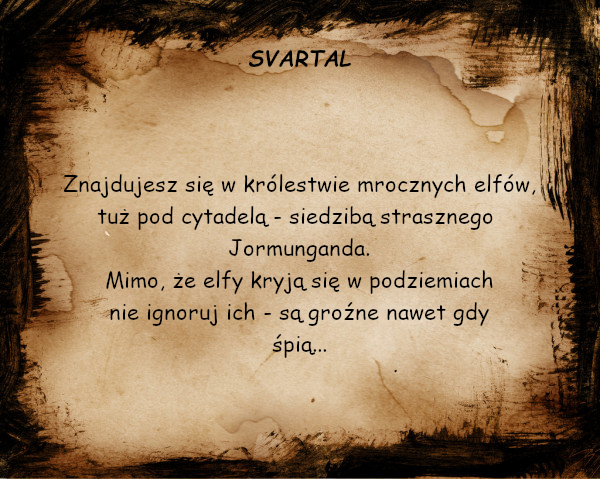 SVARTAL
Znajdujesz się w królestwie mrocznych elfów,
tuż pod cytadelą - siedzibą strasznego
Jormunganda.
Mimo, że elfy kryją się w podziemiach
nie ignoruj ich - są groźne nawet gdy
śpią...